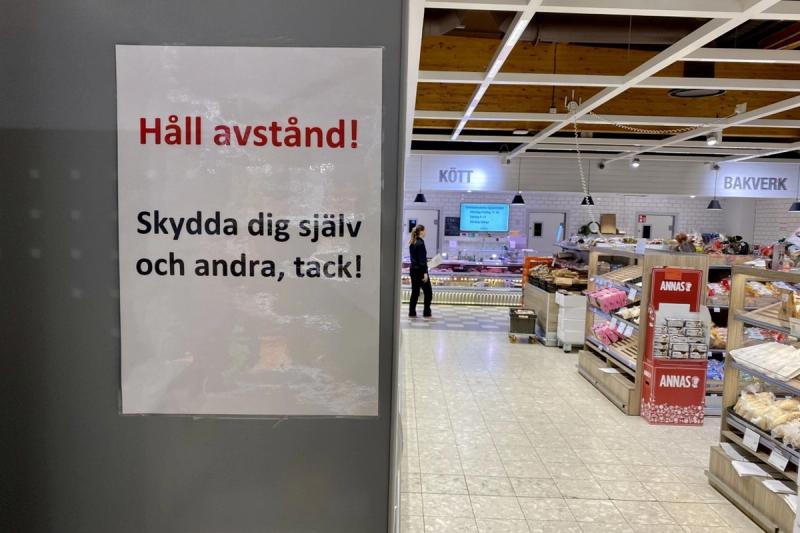 Håll avstånd!
Skydda dig själv
och andra, tack!
KÖTT
BAKVERK
ANNAS
ANNAS